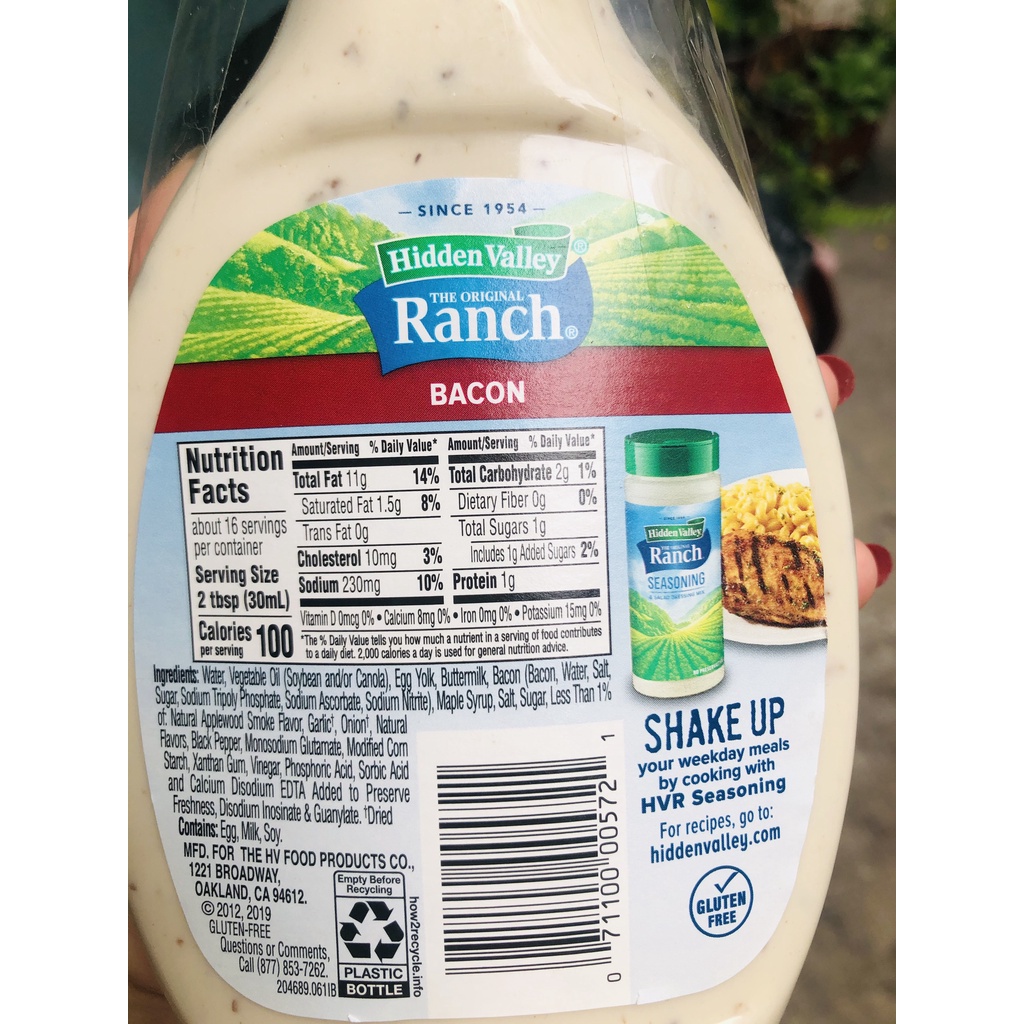 — SINCE 1954 —
Hidden Valley®
THE ORIGINAL
Ranch®
BACON
Nutrition
Facts
about 16 servings
per container
Serving Size
2 tbsp (30mL)
Calories 100
per serving
Amount/Serving % Daily Value*
Total Fat 11g 14%
Saturated Fat 1.5g 8%
Trans Fat 0g
Cholesterol 10mg 3%
Sodium 230mg 10%
Amount/Serving % Daily Value*
Total Carbohydrate 2g 1%
Dietary Fiber 0g 0%
Total Sugars 1g
Includes 1g Added Sugars 2%
Protein 1g
Vitamin D 0mcg 0% • Calcium 8mg 0% • Iron 0mg 0% • Potassium 15mg 0%
*The % Daily Value tells you how much a nutrient in a serving of food contributes
to a daily diet. 2,000 calories a day is used for general nutrition advice.
Ingredients: Water, Vegetable Oil (Soybean and/or Canola), Egg Yolk, Buttermilk, Bacon (Bacon, Water, Salt,
Sugar, Sodium Tripoly Phosphate, Sodium Ascorbate, Sodium Nitrite), Maple Syrup, Salt, Sugar, Less Than 1%
of: Natural Applewood Smoke Flavor, Garlic†, Onion†, Natural
Flavors, Black Pepper, Monosodium Glutamate, Modified Corn
Starch, Xanthan Gum, Vinegar, Phosphoric Acid, Sorbic Acid
and Calcium Disodium EDTA Added to Preserve
Freshness, Disodium Inosinate & Guanylate. †Dried
Contains: Egg, Milk, Soy.
MFD. FOR THE HV FOOD PRODUCTS CO.,
1221 BROADWAY,
OAKLAND, CA 94612.
© 2012, 2019
GLUTEN-FREE
Questions or Comments,
Call (877) 853-7262.
204689.061IB
Empty Before
Recycling
PLASTIC
BOTTLE
how2recycle.info
0 71100 00572 1
Hidden Valley
Ranch
SEASONING
SHAKE UP
your weekday meals
by cooking with
HVR Seasoning
For recipes, go to:
hiddenvalley.com
GLUTEN
FREE